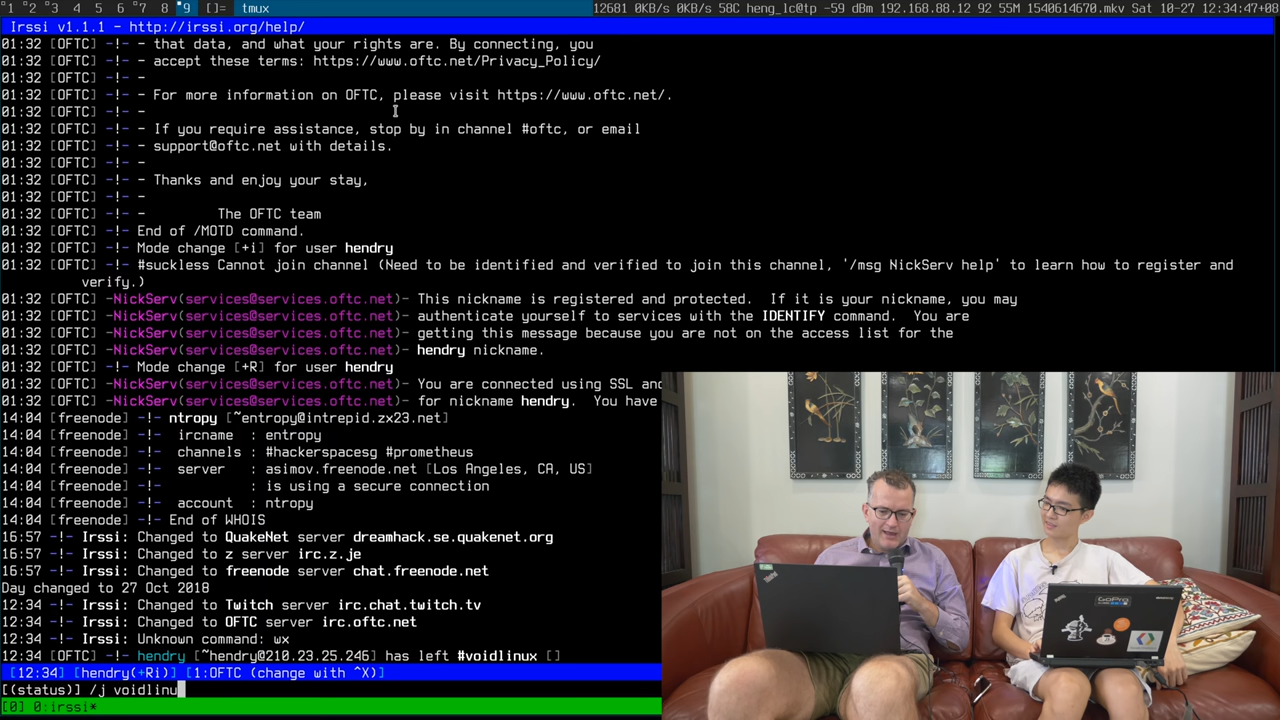 1 2 3 4 5 6 7 8 9 []= tmux 12681 0KB/s 0KB/s 58C heng_lc@tp -59 dBm 192.168.88.12 92 55M 1540614670.mkv Sat 10-27 12:34:47+08
Irssi v1.1.1 - http://irssi.org/help/
01:32 [OFTC] -!- - that data, and what your rights are. By connecting, you
01:32 [OFTC] -!- - accept these terms: https://www.oftc.net/Privacy_Policy/
01:32 [OFTC] -!- -
01:32 [OFTC] -!- - For more information on OFTC, please visit https://www.oftc.net/.
01:32 [OFTC] -!- -
01:32 [OFTC] -!- - If you require assistance, stop by in channel #oftc, or email
01:32 [OFTC] -!- - support@oftc.net with details.
01:32 [OFTC] -!- -
01:32 [OFTC] -!- - Thanks and enjoy your stay,
01:32 [OFTC] -!- -
01:32 [OFTC] -!- - The OFTC team
01:32 [OFTC] -!- End of /MOTD command.
01:32 [OFTC] -!- Mode change [+i] for user hendry
01:32 [OFTC] -!- #suckless Cannot join channel (Need to be identified and verified to join this channel, '/msg NickServ help' to learn how to register and
verify.)
01:32 [OFTC] -NickServ(services@services.oftc.net)- This nickname is registered and protected.  If it is your nickname, you may
01:32 [OFTC] -NickServ(services@services.oftc.net)- authenticate yourself to services with the IDENTIFY command.  You are
01:32 [OFTC] -NickServ(services@services.oftc.net)- getting this message because you are not on the access list for the
01:32 [OFTC] -NickServ(services@services.oftc.net)- hendry nickname.
01:32 [OFTC] -!- Mode change [+R] for user hendry
01:32 [OFTC] -NickServ(services@services.oftc.net)- You are connected using SSL and
01:32 [OFTC] -NickServ(services@services.oftc.net)- for nickname hendry.  You have
14:04 [freenode] -!- ntropy [~entropy@intrepid.zx23.net]
14:04 [freenode] -!-  ircname  : entropy
14:04 [freenode] -!-  channels : #hackerspacesg #prometheus
14:04 [freenode] -!-  server   : asimov.freenode.net [Los Angeles, CA, US]
14:04 [freenode] -!-           : is using a secure connection
14:04 [freenode] -!-  account  : ntropy
14:04 [freenode] -!- End of WHOIS
16:57 -!- Irssi: Changed to QuakeNet server dreamhack.se.quakenet.org
16:57 -!- Irssi: Changed to z server irc.z.je
16:57 -!- Irssi: Changed to freenode server chat.freenode.net
Day changed to 27 Oct 2018
12:34 -!- Irssi: Changed to Twitch server irc.chat.twitch.tv
12:34 -!- Irssi: Changed to OFTC server irc.oftc.net
12:34 -!- Irssi: Unknown command: wx
12:34 -!- hendry [~hendry@210.23.25.246] has left #voidlinux []
[12:34] [hendry(+Ri)] [1:OFTC (change with ^X)]
[(status)] /j voidlinu
[0] 0:irssi*
ThinkPad
GoPro